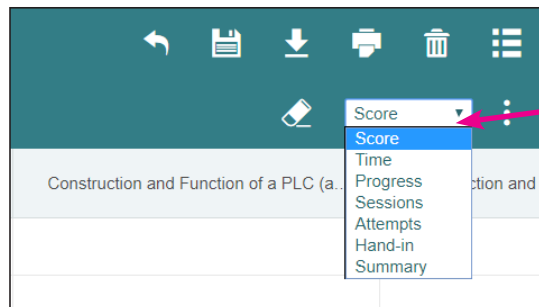 Score
Score
Time
Construction and Function of a PLC (a... ction and
Progress
Sessions
Attempts
Hand-in
Summary